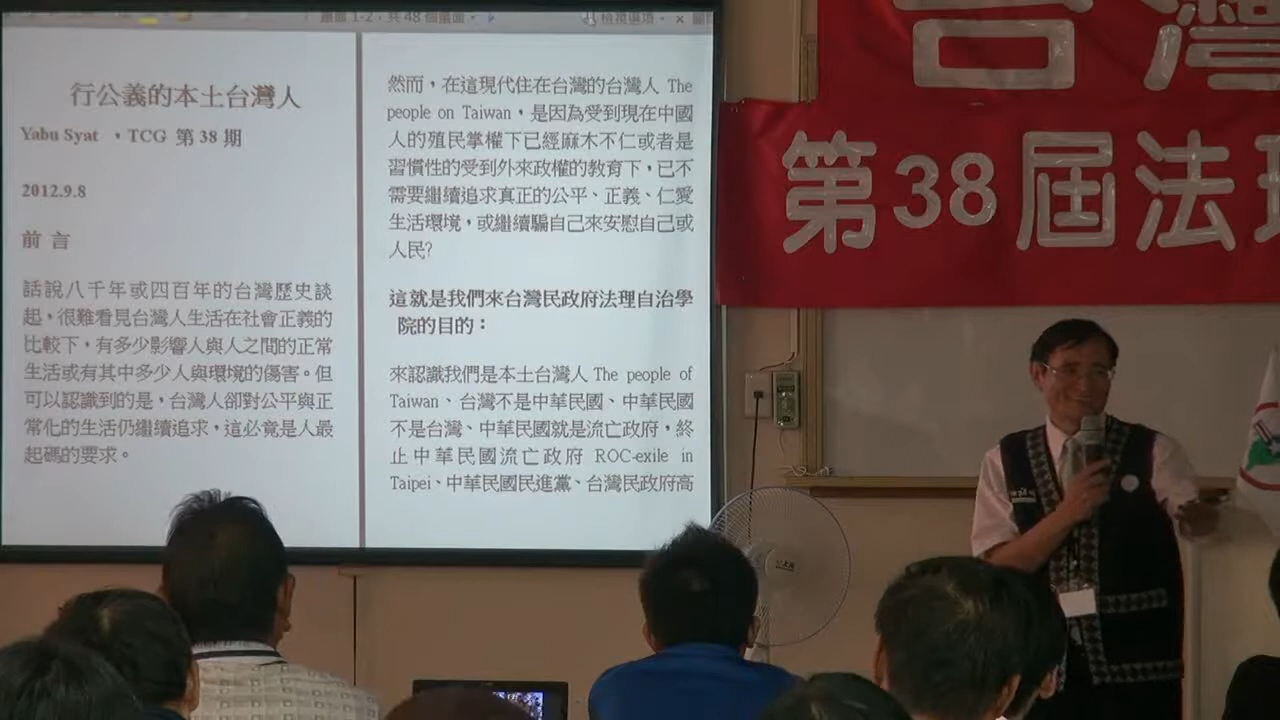 畫面 1-2，共 48 個畫面
檢視選項
行公義的本土台灣人
Yabu Syat ，TCG 第 38 期
2012.9.8
前 言
話說八千年或四百年的台灣歷史談
起，很難看見台灣人生活在社會正義的
比較下，有多少影響人與人之間的正常
生活或有其中多少人與環境的傷害。但
可以認識到的是，台灣人卻對公平與正
常化的生活仍繼續追求，這必竟是人最
起碼的要求。
然而，在這現代住在台灣的台灣人 The
people on Taiwan，是因為受到現在中國
人的殖民掌權下已經麻木不仁或者是
習慣性的受到外來政權的教育下，已不
需要繼續追求真正的公平、正義、仁愛
生活環境，或繼續騙自己來安慰自己或
人民?
這就是我們來台灣民政府法理自治學
院的目的：
來認識我們是本土台灣人 The people of
Taiwan、台灣不是中華民國、中華民國
不是台灣、中華民國就是流亡政府，終
止中華民國流亡政府 ROC-exile in
Taipei、中華民國民進黨、台灣民政府高
台灣
第38屆法理